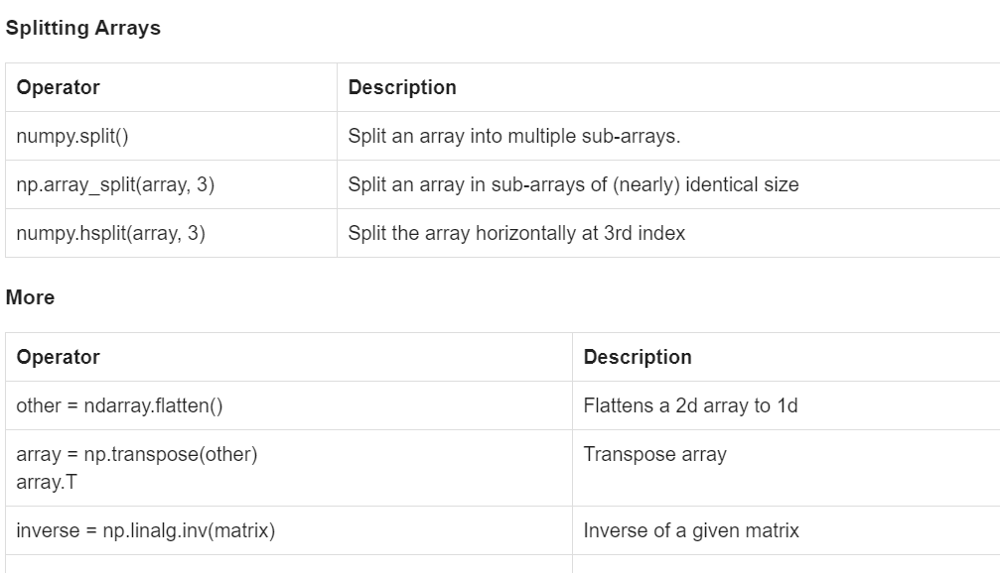 Splitting Arrays
Operator Description
numpy.split() Split an array into multiple sub-arrays.
np.array_split(array, 3) Split an array in sub-arrays of (nearly) identical size
numpy.hsplit(array, 3) Split the array horizontally at 3rd index
More
Operator Description
other = ndarray.flatten() Flattens a 2d array to 1d
array = np.transpose(other) Transpose array
array.T
inverse = np.linalg.inv(matrix) Inverse of a given matrix